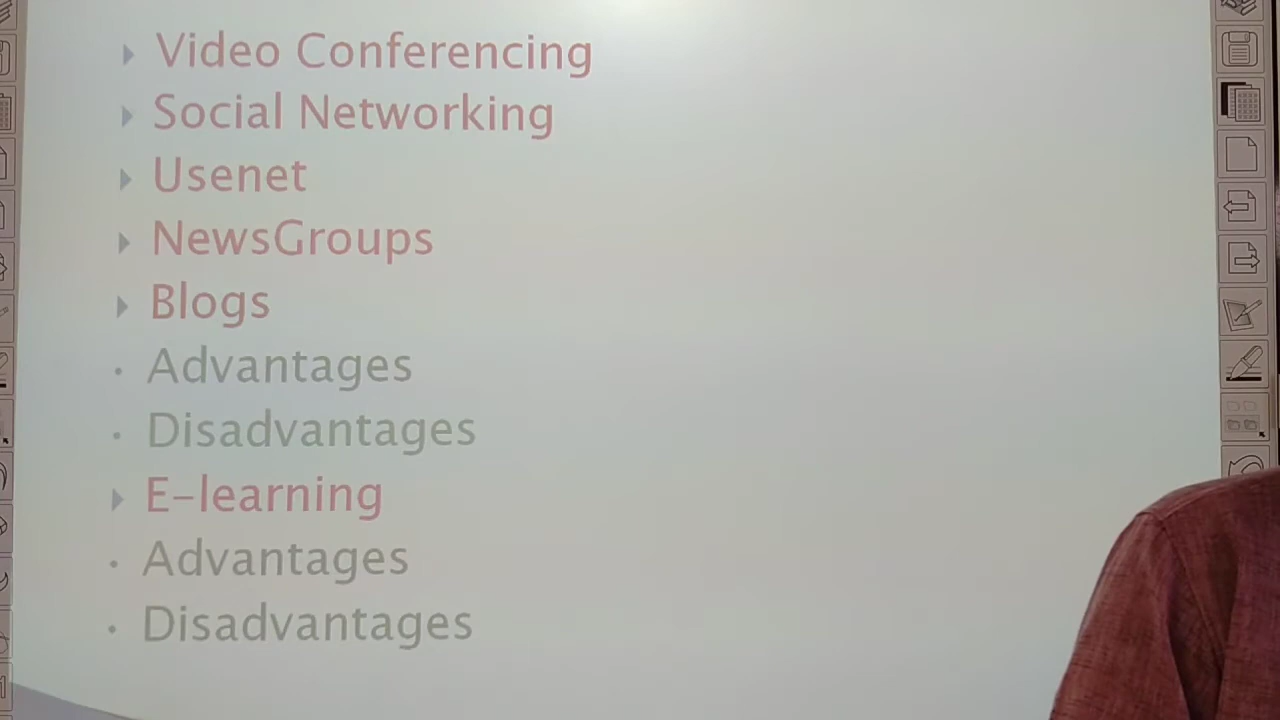 Video Conferencing
Social Networking
Usenet
NewsGroups
Blogs
Advantages
Disadvantages
E-learning
Advantages
Disadvantages